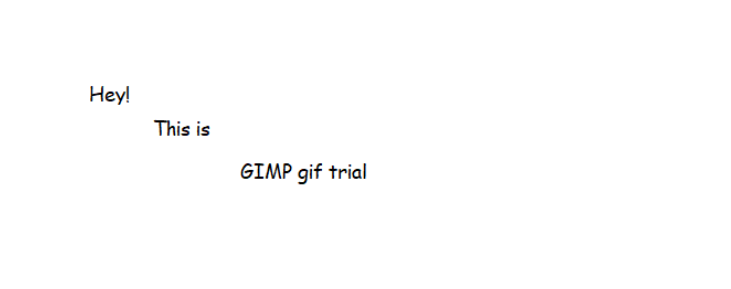 Hey!
This is
GIMP gif trial